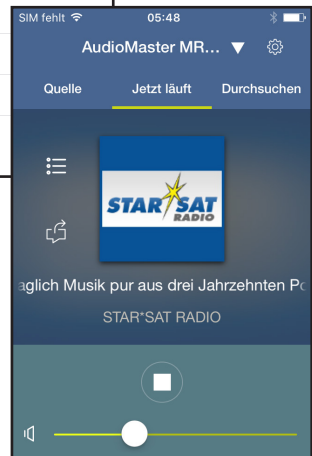 SIM fehlt 05:48
AudioMaster MR... ▼
Quelle Jetzt läuft Durchsuchen
STAR SAT
RADIO
aglich Musik pur aus drei Jahrzehnten Po
STAR*SAT RADIO